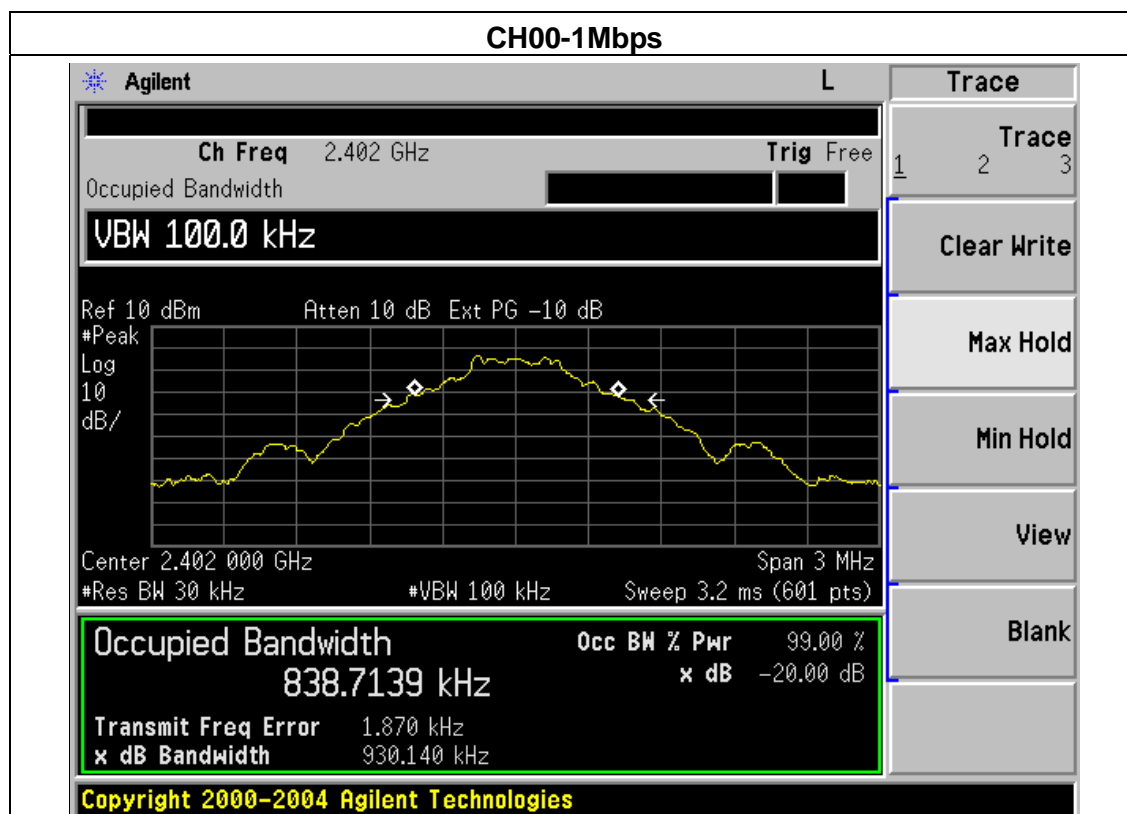 CH00-1Mbps
Agilent L Trace
Ch Freq 2.402 GHz Trig Free
Occupied Bandwidth
VBW 100.0 kHz
Ref 10 dBm Atten 10 dB Ext PG -10 dB
#Peak
Log
10
dB/
Center 2.402 000 GHz Span 3 MHz
#Res BW 30 kHz #VBW 100 kHz Sweep 3.2 ms (601 pts)
Occupied Bandwidth Occ BW % Pwr 99.00 %
838.7139 kHz x dB -20.00 dB
Transmit Freq Error 1.870 kHz
x dB Bandwidth 930.140 kHz
Copyright 2000-2004 Agilent Technologies
Trace
1 2 3
Clear Write
Max Hold
Min Hold
View
Blank